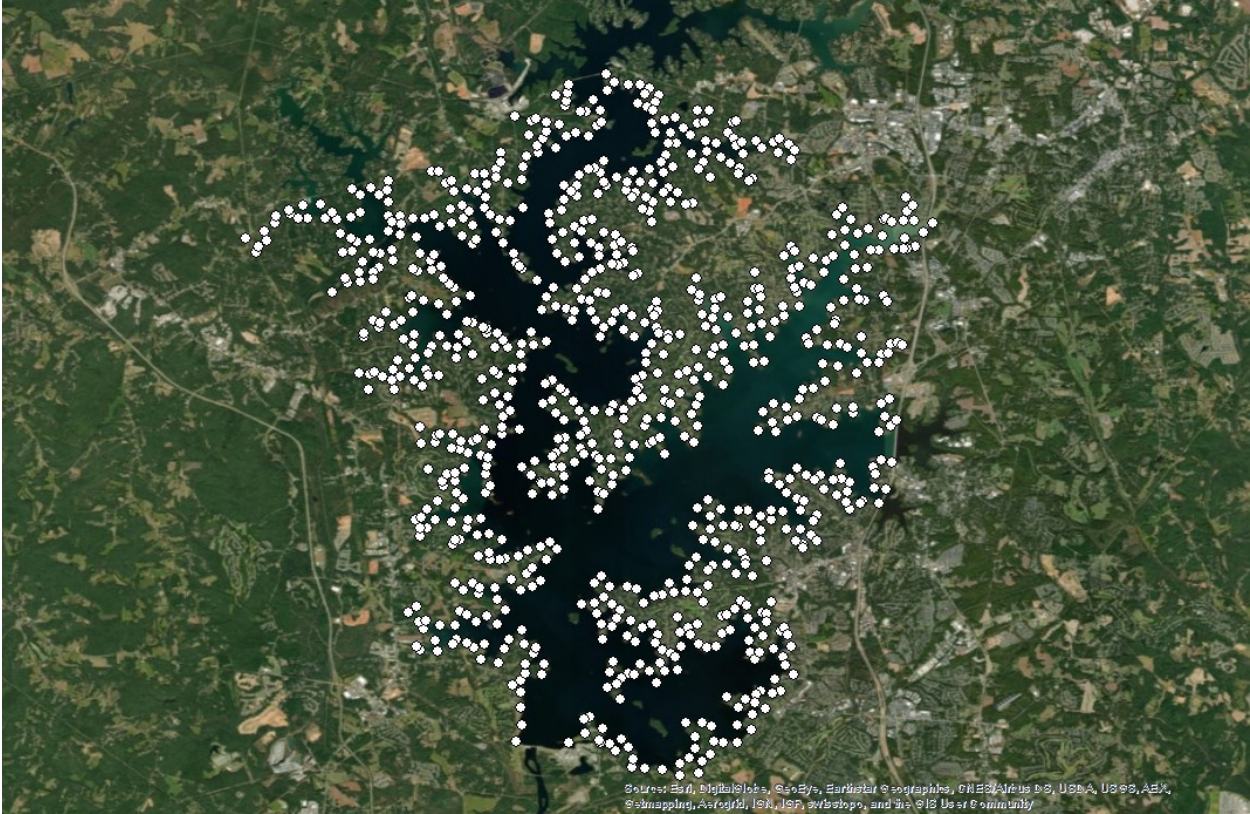 Source: Esri, DigitalGlobe, GeoEye, Earthstar Geographics, CNES/Airbus DS, USDA, USGS, AEX,
Getmapping, Aerogrid, IGN, IGP, swisstopo, and the GIS User Community